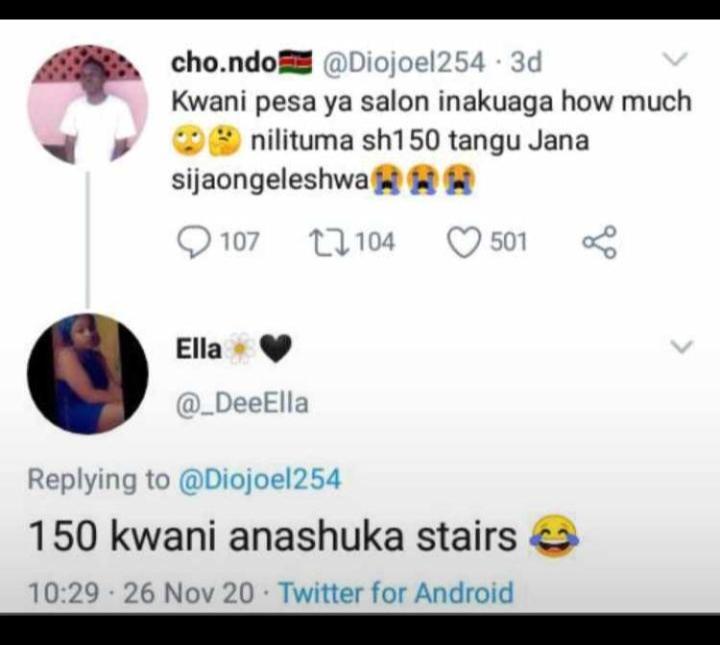 cho.ndo🇰🇪 @Diojoel254 · 3d
Kwani pesa ya salon inakuaga how much
🙄🤔 nilituma sh150 tangu Jana
sijaongeleshwa😭😭😭
107 104 501
Ella🌼🖤
@_DeeElla
Replying to @Diojoel254
150 kwani anashuka stairs 😂
10:29 · 26 Nov 20 · Twitter for Android